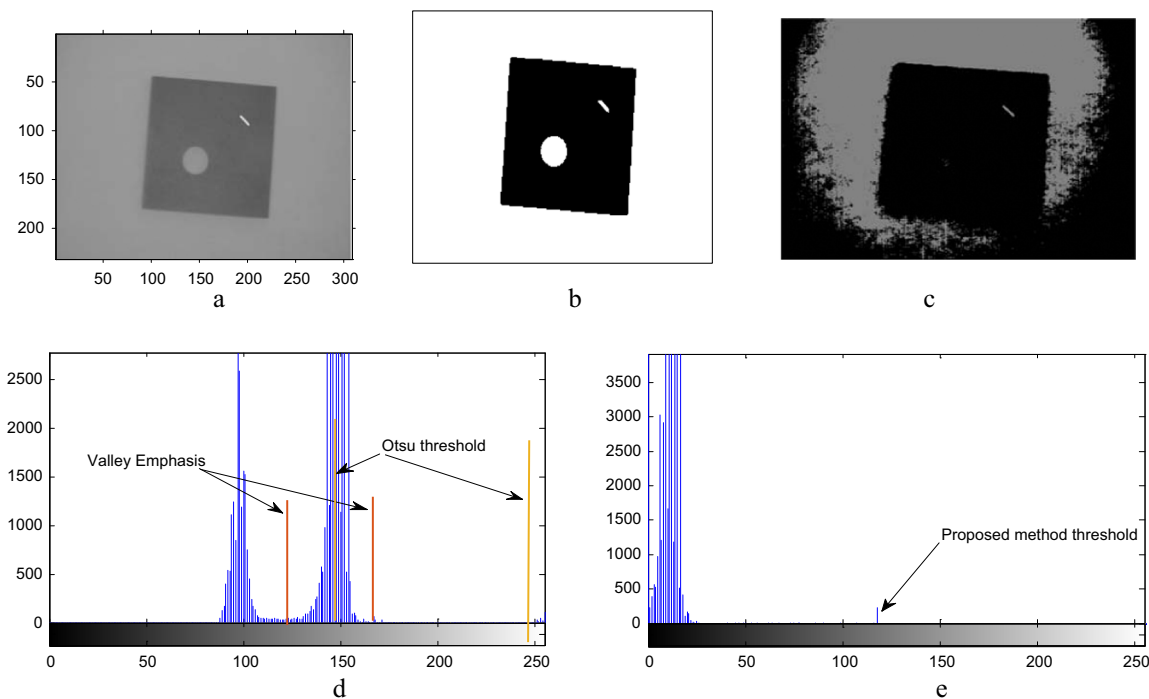 50
100
150
200
50 100 150 200 250 300
a
b
c
2500
2000
1500
1000
500
0
0 50 100 150 200 250
Valley Emphasis
Otsu threshold
d
3500
3000
2500
2000
1500
1000
500
0
0 50 100 150 200 250
Proposed method threshold
e